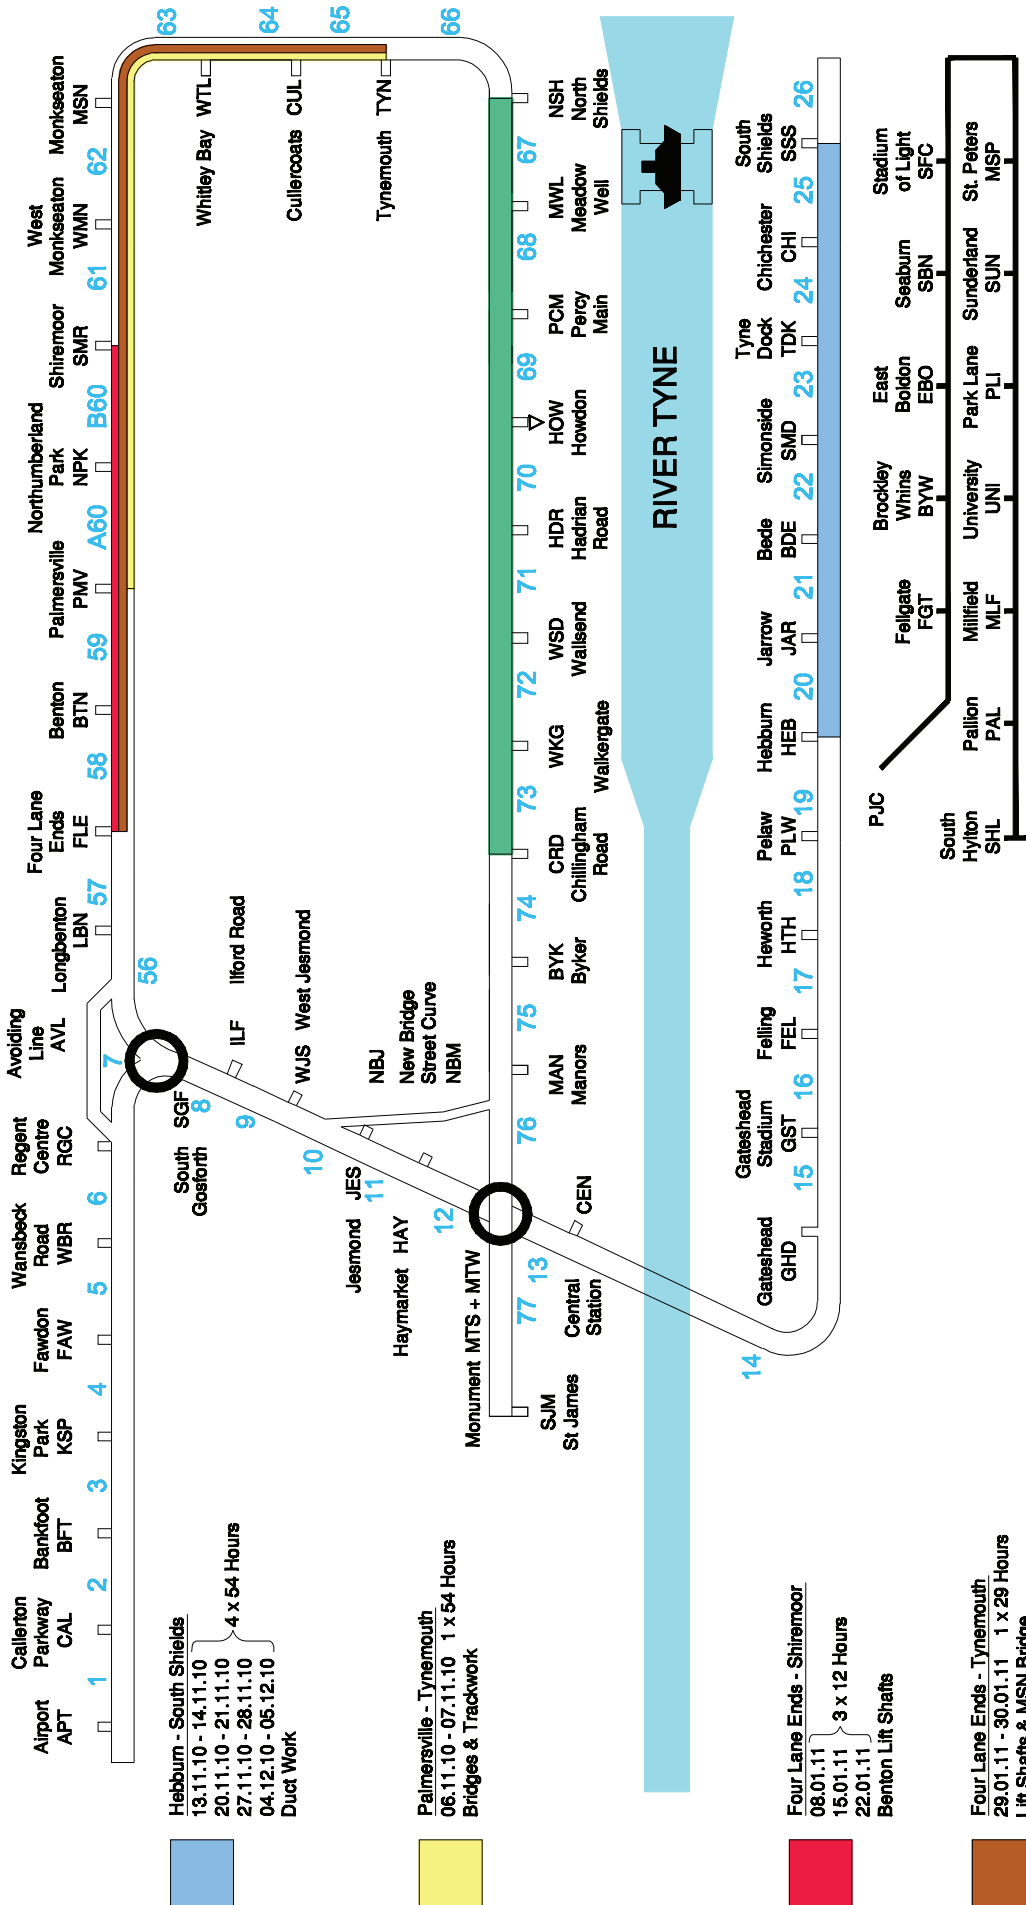 Airport
APT
1
Callerton
Parkway
CAL
2
Bankfoot
BFT
3
Kingston
Park
KSP
4
Fawdon
FAW
5
Wansbeck
Road
WBR
6
Regent
Centre
RGC
7
Avoiding
Line
AVL
56
Longbenton
LBN
57
Four Lane
Ends
FLE
58
Benton
BTN
59
Palmersville
PMV
A60
Northumberland
Park
NPK
B60
Shiremoor
SMR
61
West
Monkseaton
WMN
62
Monkseaton
MSN
63
Whitley Bay WTL
64
Cullercoats CUL
65
Tynemouth TYN
66
South
Gosforth
SGF
8
ILF Ilford Road
9
WJS West Jesmond
10
NBJ
New Bridge
Street Curve
NBM
Jesmond JES
11
Haymarket HAY
12
Monument MTS + MTW
13
CEN
Central
Station
77
SJM
St James
76
MAN
Manors
75
BYK
Byker
74
CRD
Chillingham
Road
73
WKG
Walkergate
72
WSD
Wallsend
71
HDR
Hadrian
Road
70
HOW
Howdon
69
PCM
Percy
Main
68
MWL
Meadow
Well
67
NSH
North
Shields
RIVER TYNE
14
Gateshead
GHD
15
Gateshead
Stadium
GST
16
Felling
FEL
17
Heworth
HTH
18
Pelaw
PLW
19
Hebburn
HEB
20
Jarrow
JAR
21
Bede
BDE
22
Simonside
SMD
23
Tyne
Dock
TDK
24
Chichester
CHI
25
South
Shields
SSS
26
PJC
Fellgate
FGT
Brockley
Whins
BYW
East
Boldon
EBO
Seaburn
SBN
Stadium
of Light
SFC
South
Hylton
SHL
Pallion
PAL
Millfield
MLF
University
UNI
Park Lane
PLI
Sunderland
SUN
St. Peters
MSP
Hebburn - South Shields
13.11.10 - 14.11.10
20.11.10 - 21.11.10
27.11.10 - 28.11.10
04.12.10 - 05.12.10
4 x 54 Hours
Duct Work
Palmersville - Tynemouth
06.11.10 - 07.11.10 1 x 54 Hours
Bridges & Trackwork
Four Lane Ends - Shiremoor
08.01.11
15.01.11
22.01.11
3 x 12 Hours
Benton Lift Shafts
Four Lane Ends - Tynemouth
29.01.11 - 30.01.11 1 x 29 Hours
Lift Shafts & MSN Bridge